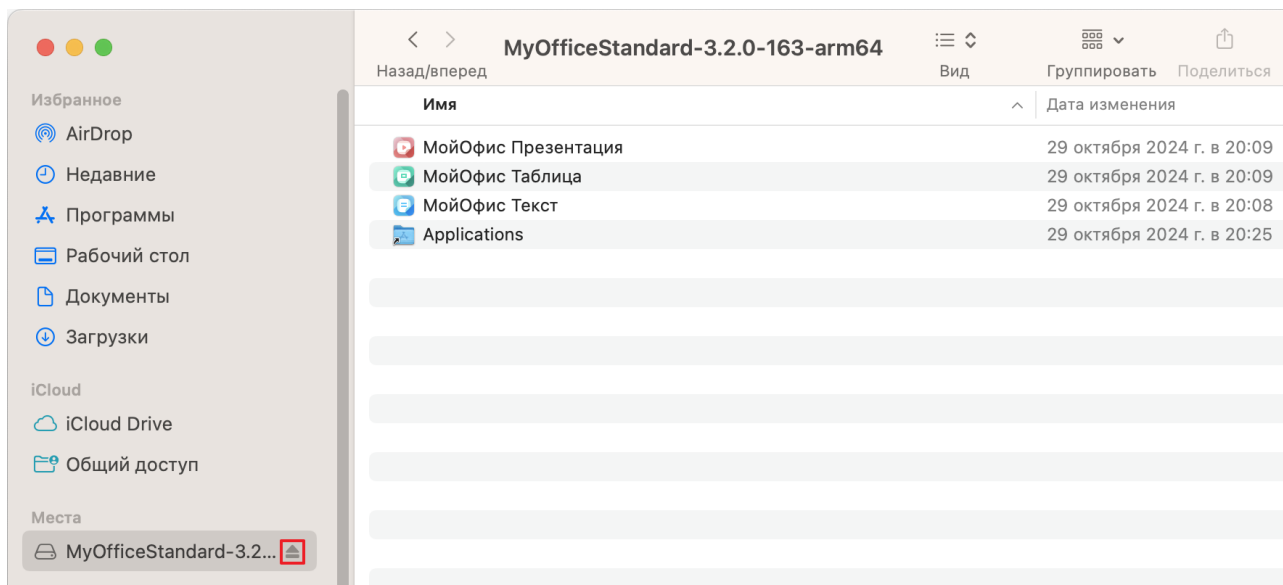 MyOfficeStandard-3.2.0-163-arm64
Назад/вперед
Вид
Группировать
Поделиться
Избранное
AirDrop
Недавние
Программы
Рабочий стол
Документы
Загрузки
iCloud
iCloud Drive
Общий доступ
Места
MyOfficeStandard-3.2...
Имя
Дата изменения
МойОфис Презентация 29 октября 2024 г. в 20:09
МойОфис Таблица 29 октября 2024 г. в 20:09
МойОфис Текст 29 октября 2024 г. в 20:08
Applications 29 октября 2024 г. в 20:25